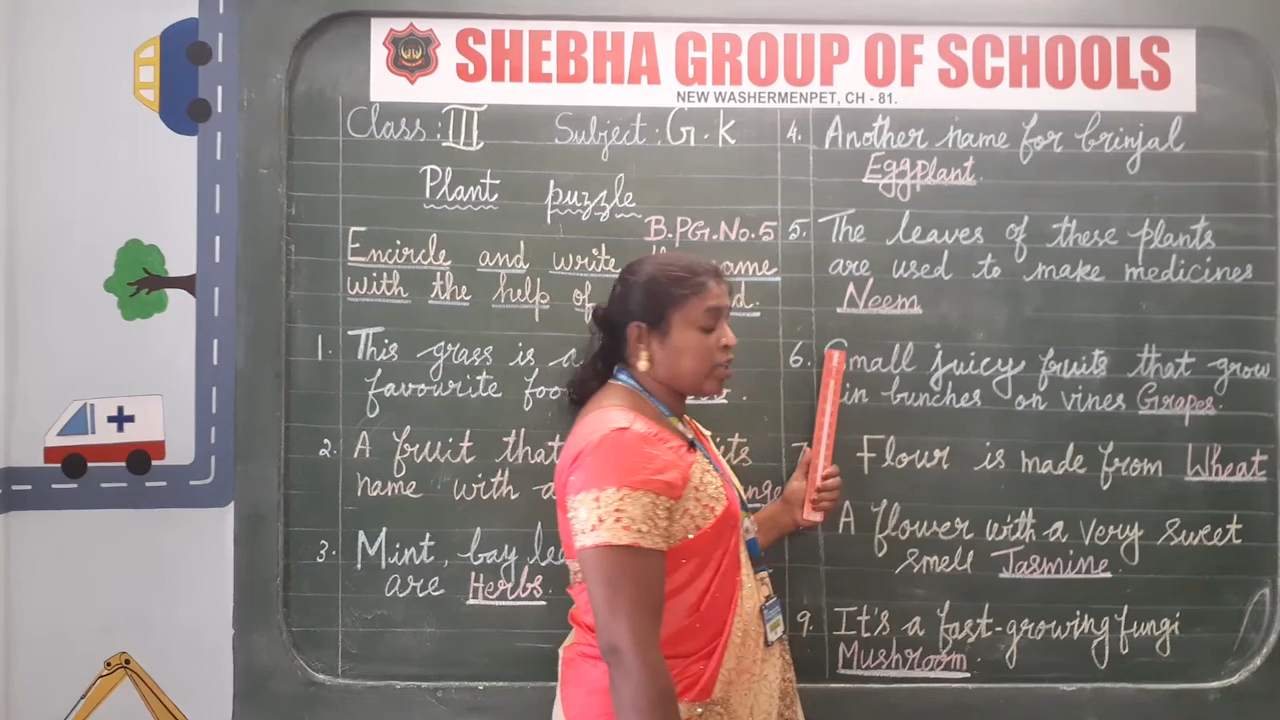 SHEBHA GROUP OF SCHOOLS
NEW WASHERMENPET, CH - 81.
Class: III Subject: G.K
Plant puzzle
B.PG.No.5
Encircle and write
with the help of
1. This grass is a
favourite foo
2. A fruit that
name with a
3. Mint, bay
are Herbs.
4. Another name for brinjal
Eggplant.
5. The leaves of these plants
are used to make medicines
Neem
6. Small juicy fruits that grow
in bunches on vines Grapes.
Flour is made from Wheat
A flower with a very sweet
smell Jasmine.
9. It's a fast-growing fungi
Mushroom.